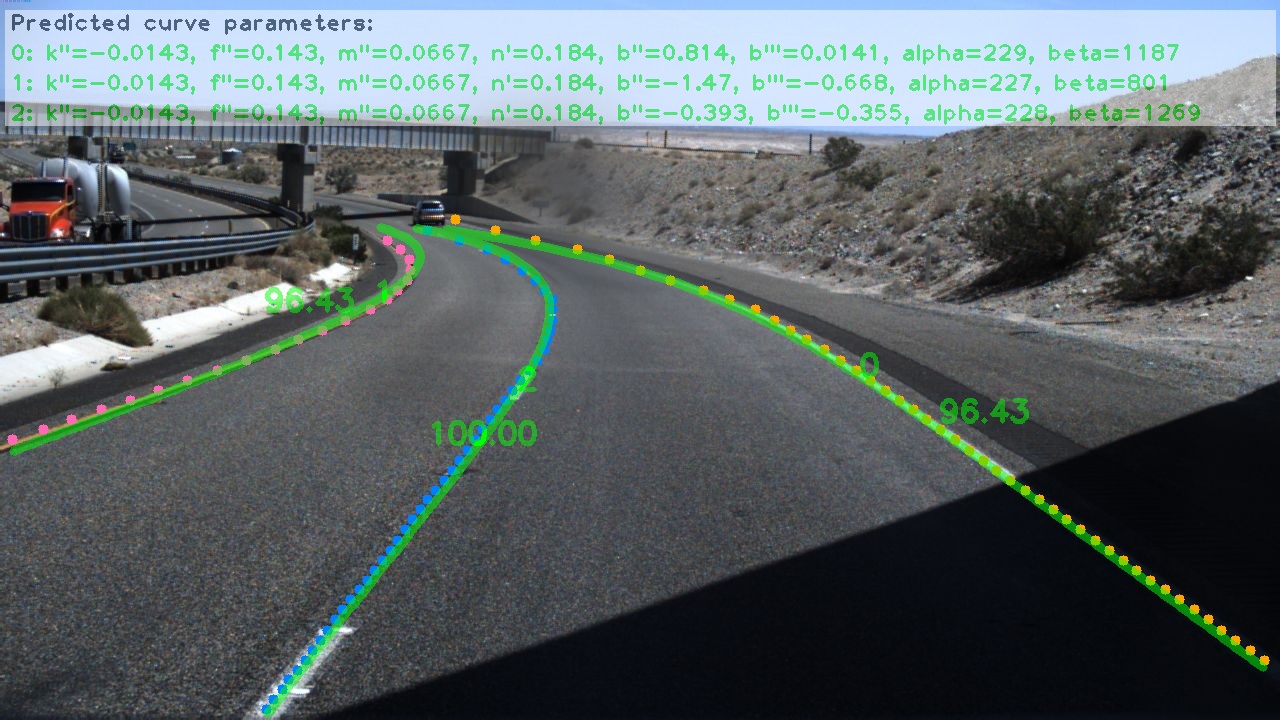 Predicted curve parameters:
0: k''=-0.0143, f''=0.143, m''=0.0667, n'=0.184, b''=0.814, b'''=0.0141, alpha=229, beta=1187
1: k''=-0.0143, f''=0.143, m''=0.0667, n'=0.184, b''=-1.47, b'''=-0.668, alpha=227, beta=801
2: k''=-0.0143, f''=0.143, m''=0.0667, n'=0.184, b''=-0.393, b'''=-0.355, alpha=228, beta=1269
96.43 1
0
2
96.43
100.00